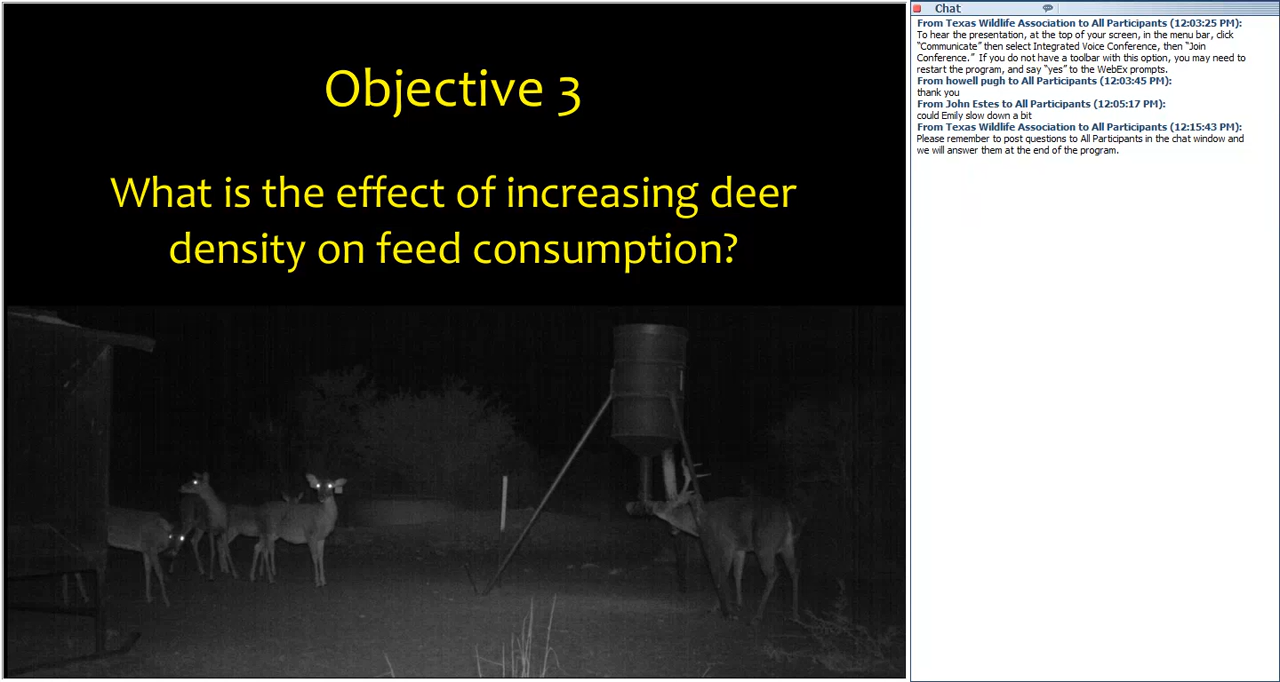 Objective 3
What is the effect of increasing deer
density on feed consumption?
Chat
From Texas Wildlife Association to All Participants (12:03:25 PM):
To hear the presentation, at the top of your screen, in the menu bar, click
“Communicate” then select Integrated Voice Conference, then “Join
Conference.”  If you do not have a toolbar with this option, you may need to
restart the program, and say “yes” to the WebEx prompts.
From howell pugh to All Participants (12:03:45 PM):
thank you
From John Estes to All Participants (12:05:17 PM):
could Emily slow down a bit
From Texas Wildlife Association to All Participants (12:15:43 PM):
Please remember to post questions to All Participants in the chat window and
we will answer them at the end of the program.